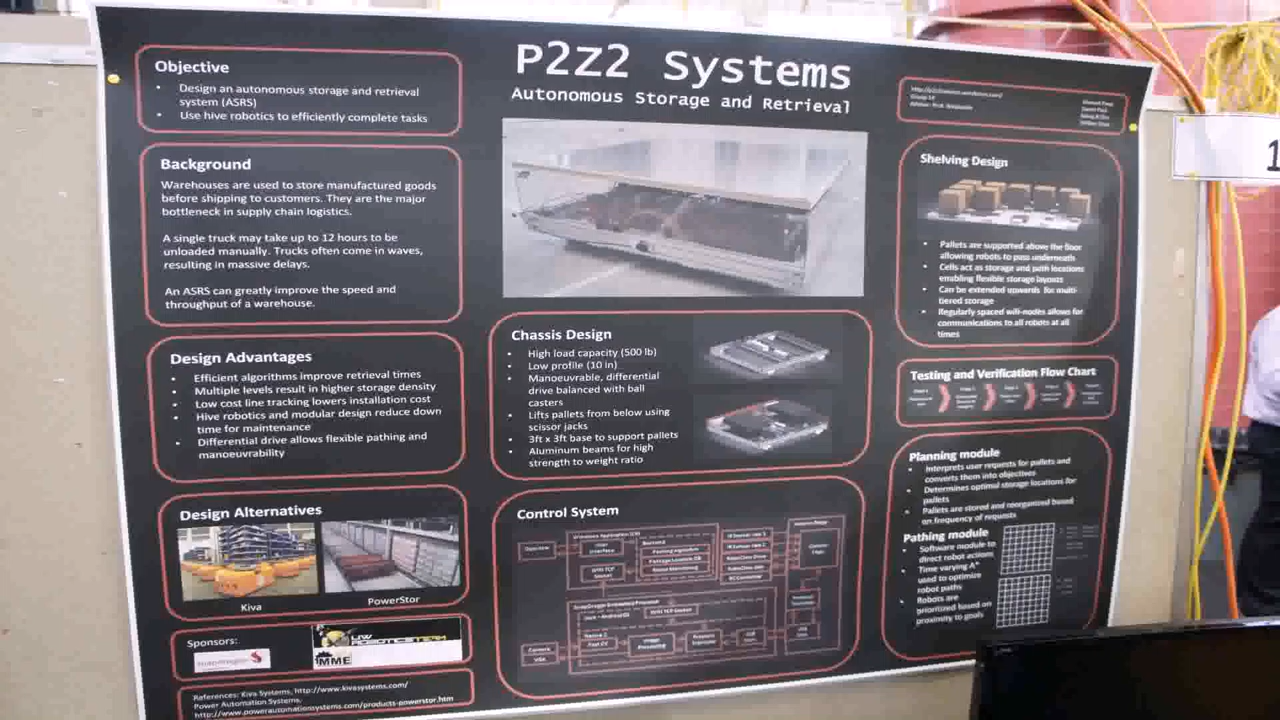 P2Z2 Systems
Autonomous Storage and Retrieval
Objective
• Design an autonomous storage and retrieval
system (ASRS)
• Use hive robotics to efficiently complete tasks
Background
Warehouses are used to store manufactured goods
before shipping to customers. They are the major
bottleneck in supply chain logistics.
A single truck may take up to 12 hours to be
unloaded manually. Trucks often come in waves,
resulting in massive delays.
An ASRS can greatly improve the speed and
throughput of a warehouse.
Design Advantages
• Efficient algorithms improve retrieval times
• Multiple levels result in higher storage density
• Low cost line tracking lowers installation cost
• Hive robotics and modular design reduce down
time for maintenance
• Differential drive allows flexible pathing and
manoeuvrability
Design Alternatives
Kiva
PowerStor
Sponsors:
UW
ROBOTICS TEAM
MME
References: Kiva Systems, http://www.kivasystems.com/
Power Automation Systems,
http://www.powerautomationsystems.com/products-powerstor.htm
Chassis Design
• High load capacity (500 lb)
• Low profile (10 in)
• Manoeuvrable, differential
drive balanced with ball
casters
• Lifts pallets from below using
scissor jacks
• 3ft x 3ft base to support pallets
• Aluminum beams for high
strength to weight ratio
Control System
User
Interface
Camera
Shelving Design
• Pallets are supported above the floor
allowing robots to pass underneath
• Cells act as storage and path locations
enabling flexible storage layouts
• Can be extended upwards for multi-
tiered storage
• Regularly spaced wifi-nodes allows for
communications to all robots at all
times
Testing and Verification Flow Chart
Planning module
• Interprets user requests for pallets and
converts them into objectives
• Determines optimal storage locations for
pallets
• Pallets are stored and reorganized based
on frequency of requests
Pathing module
• Software module to
direct robot actions
• Time varying A*
used to optimize
robot paths
• Robots are
prioritized based on
proximity to goals
1